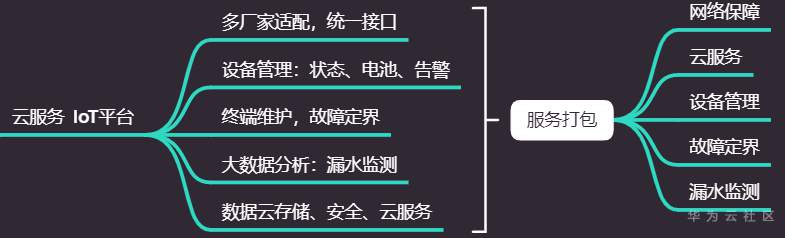 云服务 IoT平台
多厂家适配，统一接口
设备管理：状态、电池、告警
终端维护，故障定界
大数据分析：漏水监测
数据云存储、安全、云服务
服务打包
网络保障
云服务
设备管理
故障定界
漏水监测
华为云社区